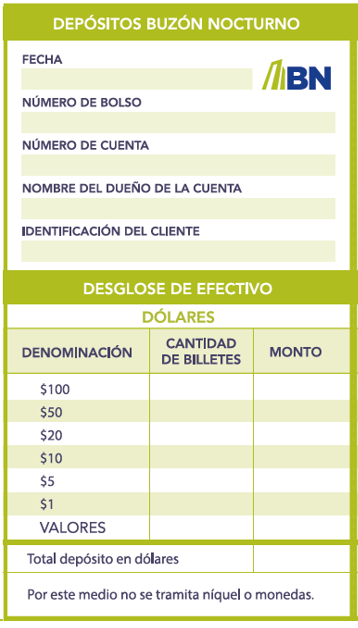 DEPÓSITOS BUZÓN NOCTURNO
FECHA
BN
NÚMERO DE BOLSO
NÚMERO DE CUENTA
NOMBRE DEL DUEÑO DE LA CUENTA
IDENTIFICACIÓN DEL CLIENTE
DESGLOSE DE EFECTIVO
DÓLARES
DENOMINACIÓN CANTIDAD DE BILLETES MONTO
$100
$50
$20
$10
$5
$1
VALORES
Total depósito en dólares
Por este medio no se tramita níquel o monedas.